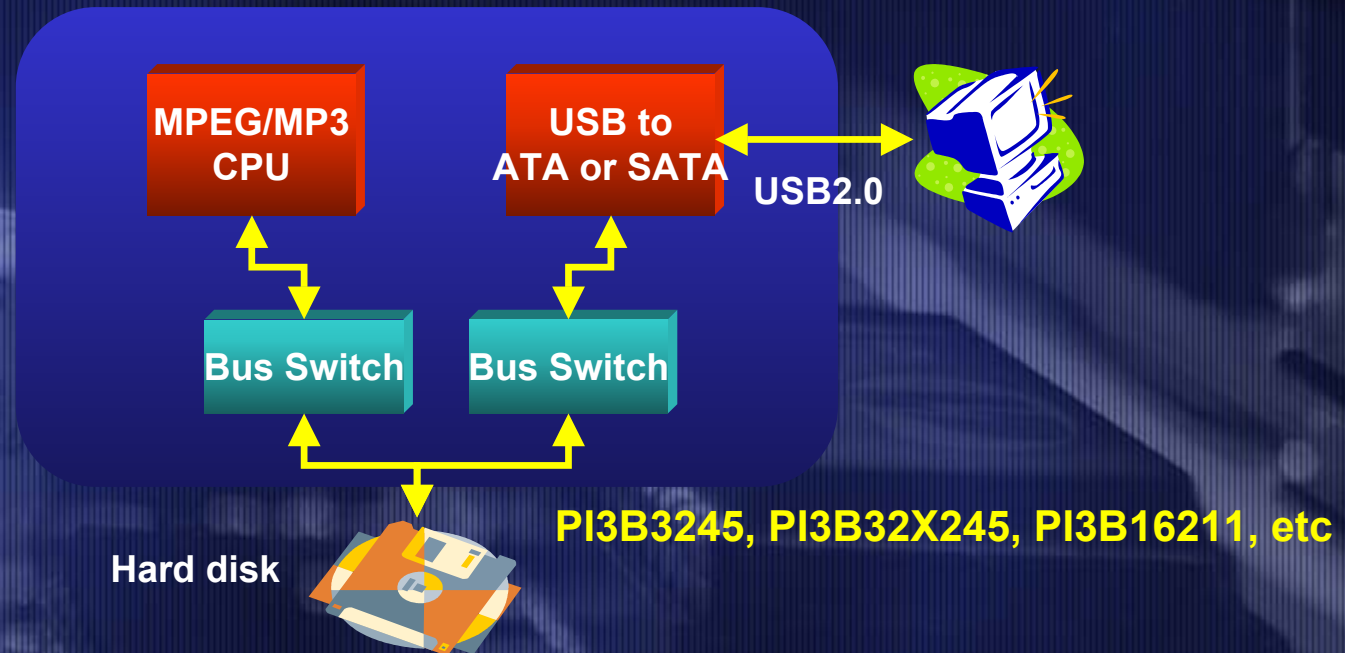 MPEG/MP3
CPU
USB to
ATA or SATA
USB2.0
Bus Switch
Bus Switch
PI3B3245, PI3B32X245, PI3B16211, etc
Hard disk